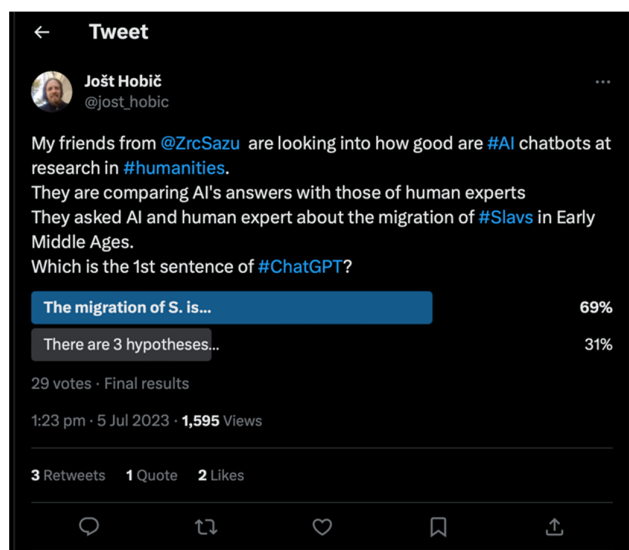 Tweet
Jošt Hobič
@jost_hobic
My friends from @ZrcSazu are looking into how good are #AI chatbots at
research in #humanities.
They are comparing AI's answers with those of human experts
They asked AI and human expert about the migration of #Slavs in Early
Middle Ages.
Which is the 1st sentence of #ChatGPT?
The migration of S. is... 69%
There are 3 hypotheses... 31%
29 votes · Final results
1:23 pm · 5 Jul 2023 · 1,595 Views
3 Retweets 1 Quote 2 Likes